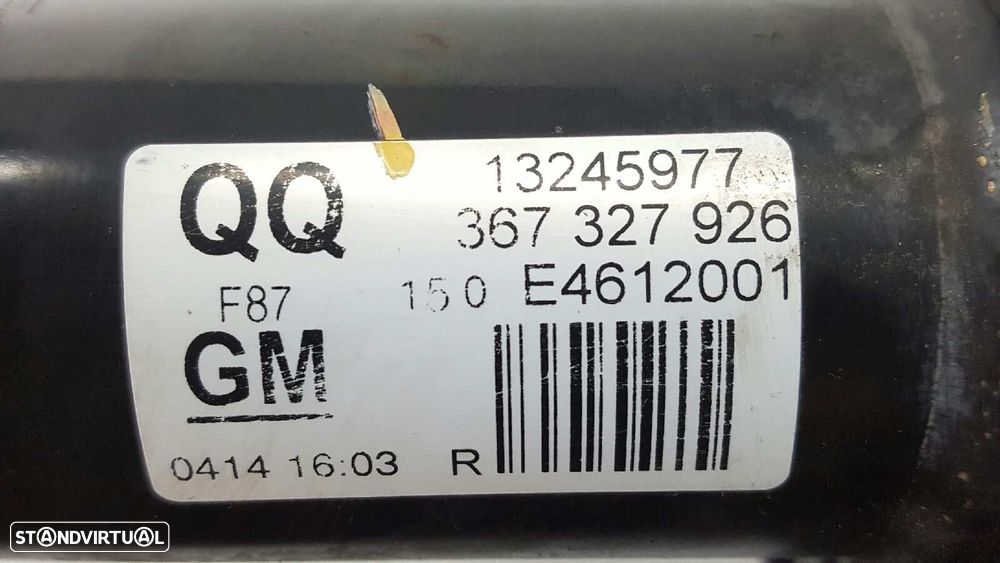 QQ 13245977
367 327 926
F87 150 E4612001
GM
0414 16:03 R
STANDVIRTUAL